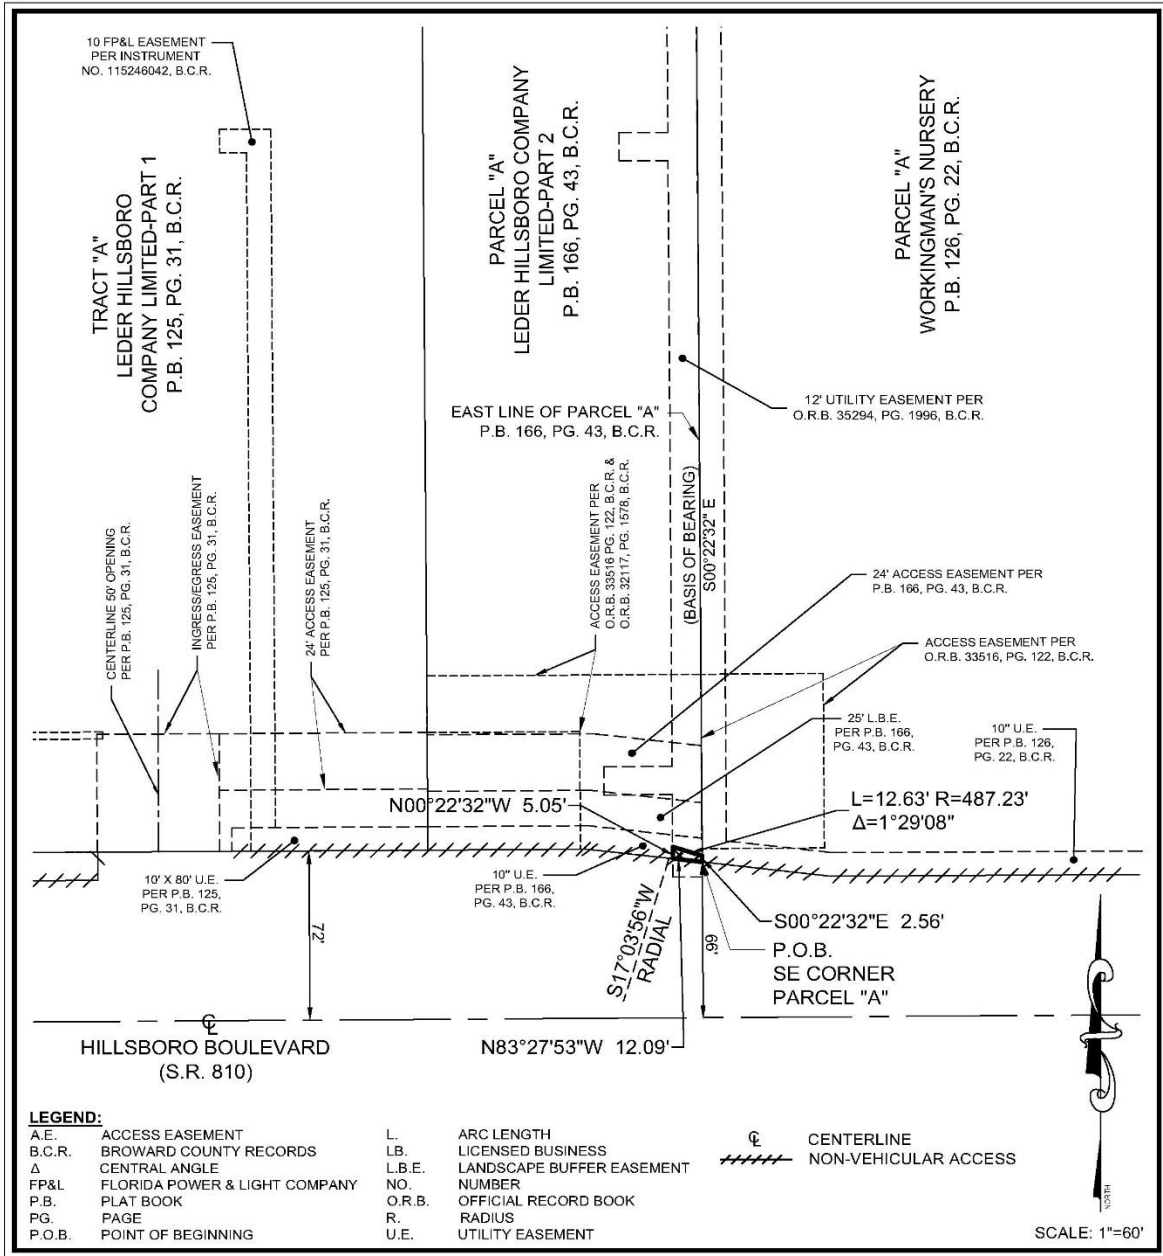 10 FP&L EASEMENT
PER INSTRUMENT
NO. 115246042, B.C.R.
TRACT "A"
LEDER HILLSBORO
COMPANY LIMITED-PART 1
P.B. 125, PG. 31, B.C.R.
PARCEL "A"
LEDER HILLSBORO COMPANY
LIMITED-PART 2
P.B. 166, PG. 43, B.C.R.
PARCEL "A"
WORKINGMAN'S NURSERY
P.B. 126, PG. 22, B.C.R.
12' UTILITY EASEMENT PER
O.R.B. 35294, PG. 1996, B.C.R.
EAST LINE OF PARCEL "A"
P.B. 166, PG. 43, B.C.R.
(BASIS OF BEARING)
S00°22'32" E
CENTERLINE 50' OPENING
PER P.B. 125, PG. 31, B.C.R.
INGRESS/EGRESS EASEMENT
PER P.B. 125, PG. 31, B.C.R.
24' ACCESS EASEMENT
PER P.B. 125, PG. 31, B.C.R.
ACCESS EASEMENT PER
O.R.B. 33516 PG. 122, B.C.R. &
O.R.B. 32117, PG. 1578, B.C.R.
24' ACCESS EASEMENT PER
P.B. 166, PG. 43, B.C.R.
ACCESS EASEMENT PER
O.R.B. 33516, PG. 122, B.C.R.
25' L.B.E.
PER P.B. 166,
PG. 43, B.C.R.
10" U.E.
PER P.B. 126,
PG. 22, B.C.R.
N00°22'32"W 5.05'
L=12.63' R=487.23'
Δ=1°29'08"
10' X 80' U.E.
PER P.B. 125,
PG. 31, B.C.R.
72'
10" U.E.
PER P.B. 166,
PG. 43, B.C.R.
S17°03'56"W
RADIAL
66'
S00°22'32"E 2.56'
P.O.B.
SE CORNER
PARCEL "A"
℄
HILLSBORO BOULEVARD
(S.R. 810)
N83°27'53"W 12.09'
LEGEND:
A.E. ACCESS EASEMENT
B.C.R. BROWARD COUNTY RECORDS
Δ CENTRAL ANGLE
FP&L FLORIDA POWER & LIGHT COMPANY
P.B. PLAT BOOK
PG. PAGE
P.O.B. POINT OF BEGINNING
L. ARC LENGTH
LB. LICENSED BUSINESS
L.B.E. LANDSCAPE BUFFER EASEMENT
NO. NUMBER
O.R.B. OFFICIAL RECORD BOOK
R. RADIUS
U.E. UTILITY EASEMENT
℄ CENTERLINE
NON-VEHICULAR ACCESS
NORTH
SCALE: 1"=60'